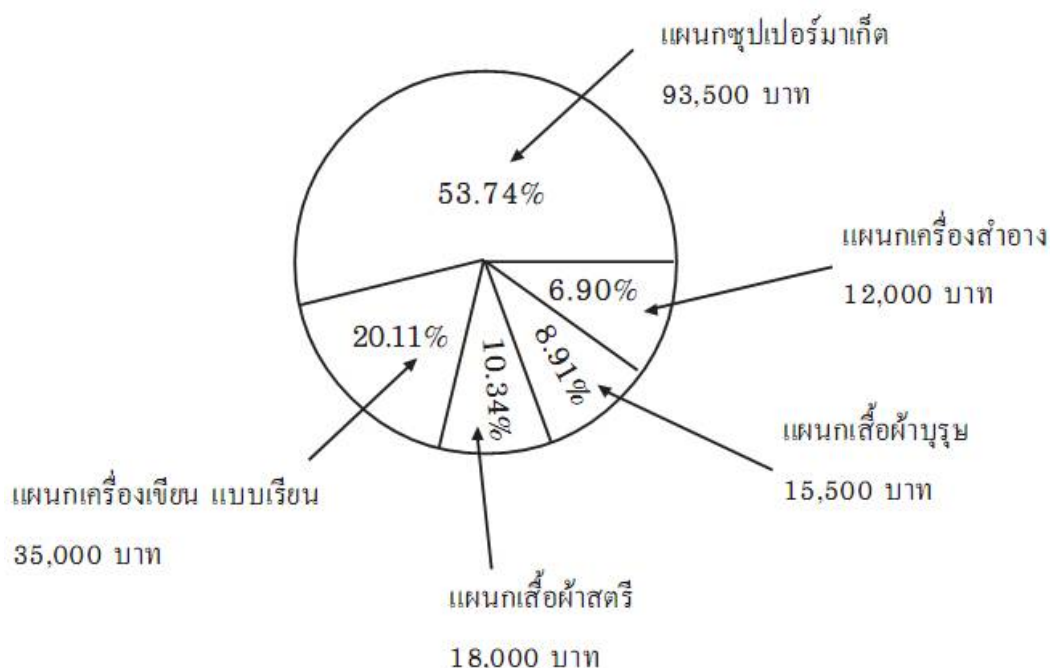 แผนกซุปเปอร์มาเก็ต
93,500 บาท
53.74%
แผนกเครื่องสำอาง
12,000 บาท
6.90%
20.11%
10.34%
8.91%
แผนกเสื้อผ้าบุรุษ
15,500 บาท
แผนกเครื่องเขียน แบบเรียน
35,000 บาท
แผนกเสื้อผ้าสตรี
18,000 บาท